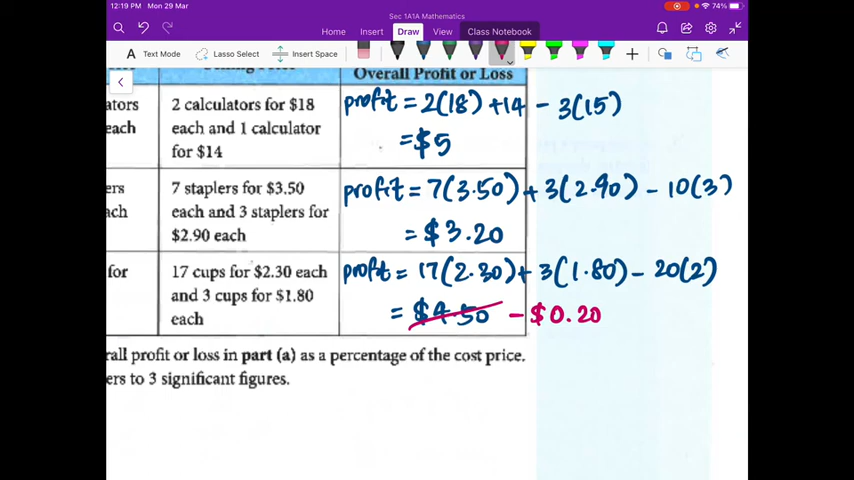 12:19 PM Mon 29 Mar
74%
Sec 1A1A Mathematics
Home Insert Draw View Class Notebook
A Text Mode Lasso Select Insert Space
Overall Profit or Loss
ators
each
2 calculators for $18
each and 1 calculator
for $14
profit = 2(18) +14 - 3(15)
= $5
ers
ach
7 staplers for $3.50
each and 3 staplers for
$2.90 each
profit = 7(3.50) + 3(2.90) - 10(3)
= $3.20
for
17 cups for $2.30 each
and 3 cups for $1.80
each
profit = 17(2.30) + 3(1.80) - 20(2)
= $4.50 - $0.20
rall profit or loss in part (a) as a percentage of the cost price.
ers to 3 significant figures.